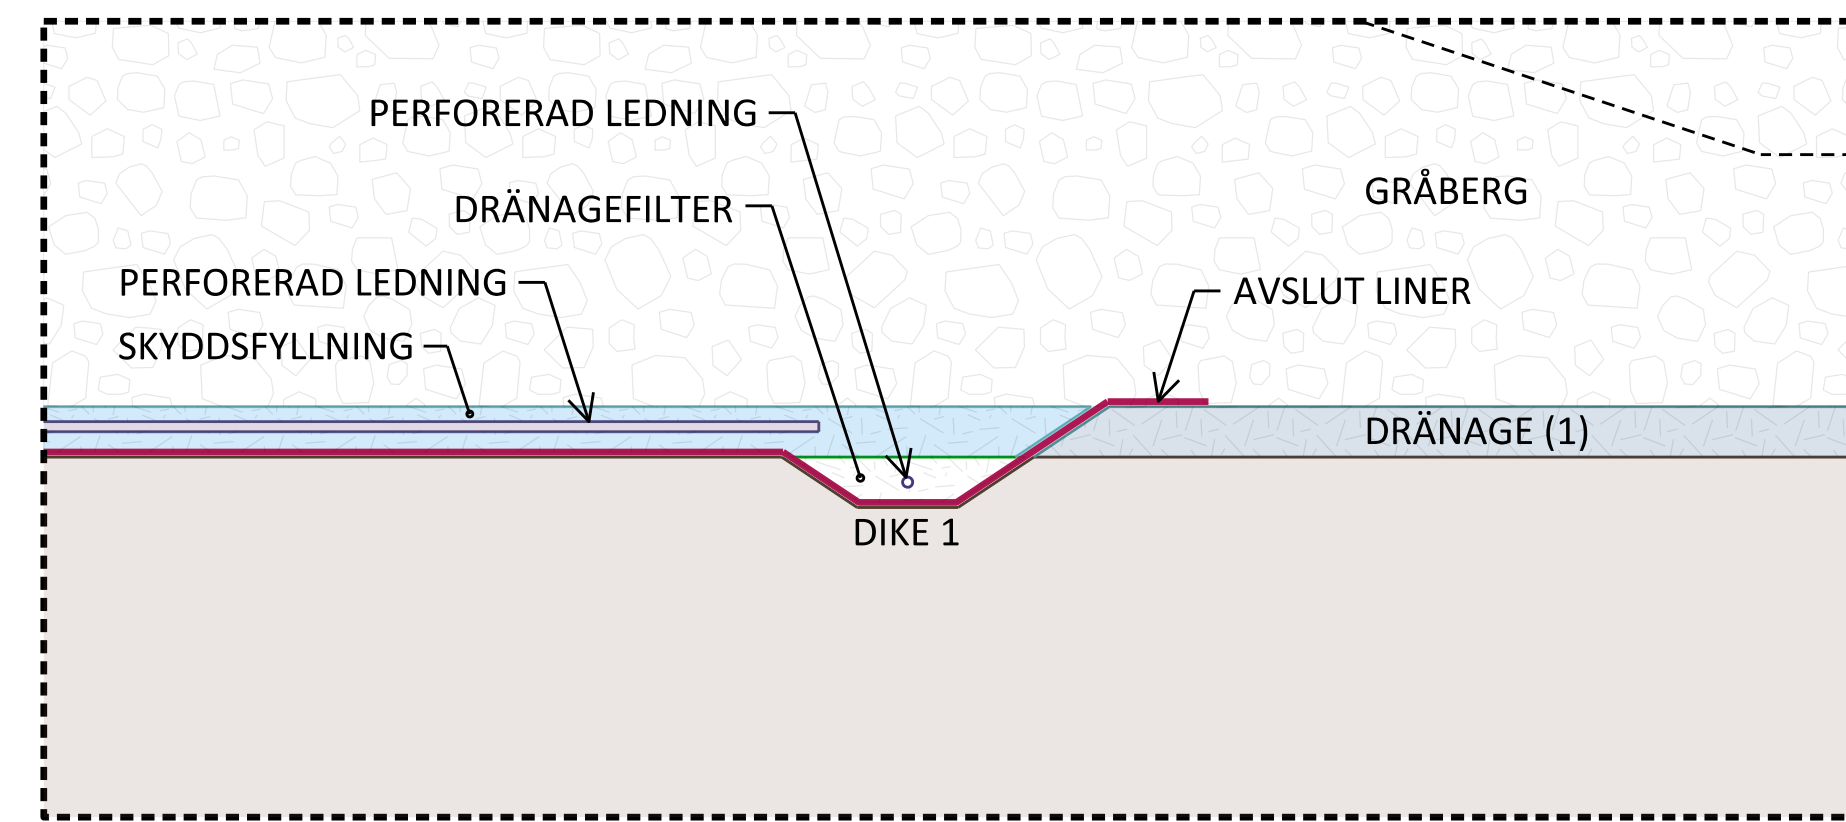 PERFORERAD LEDNING
GRÅBERG
DRÄNAGEFILTER
PERFORERAD LEDNING
AVSLUT LINER
SKYDDSFYLLNING
DRÄNAGE (1)
DIKE 1